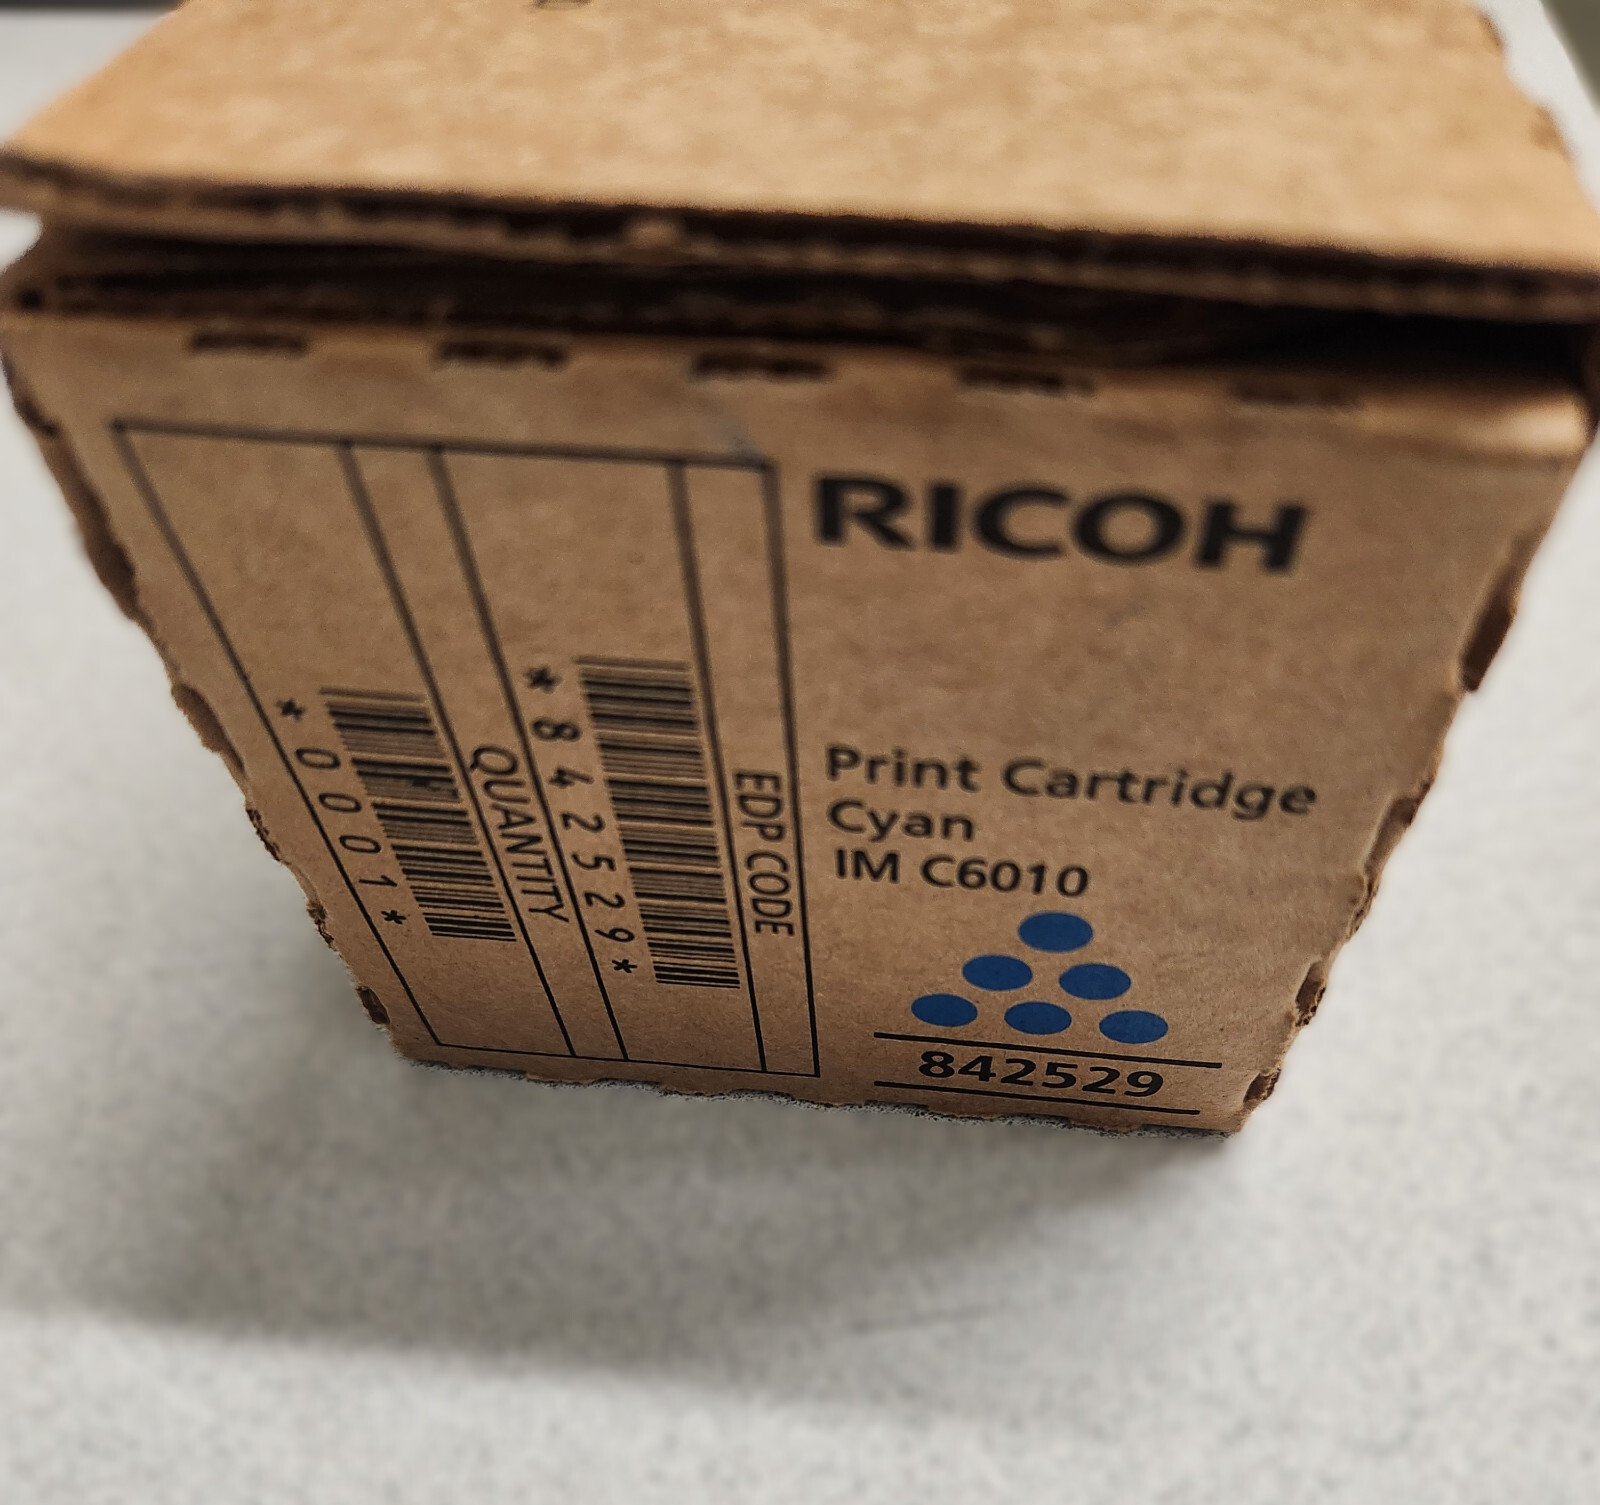 RICOH
Print Cartridge
Cyan
IM C6010
842529
EDP CODE
*842529*
QUANTITY
*0001*